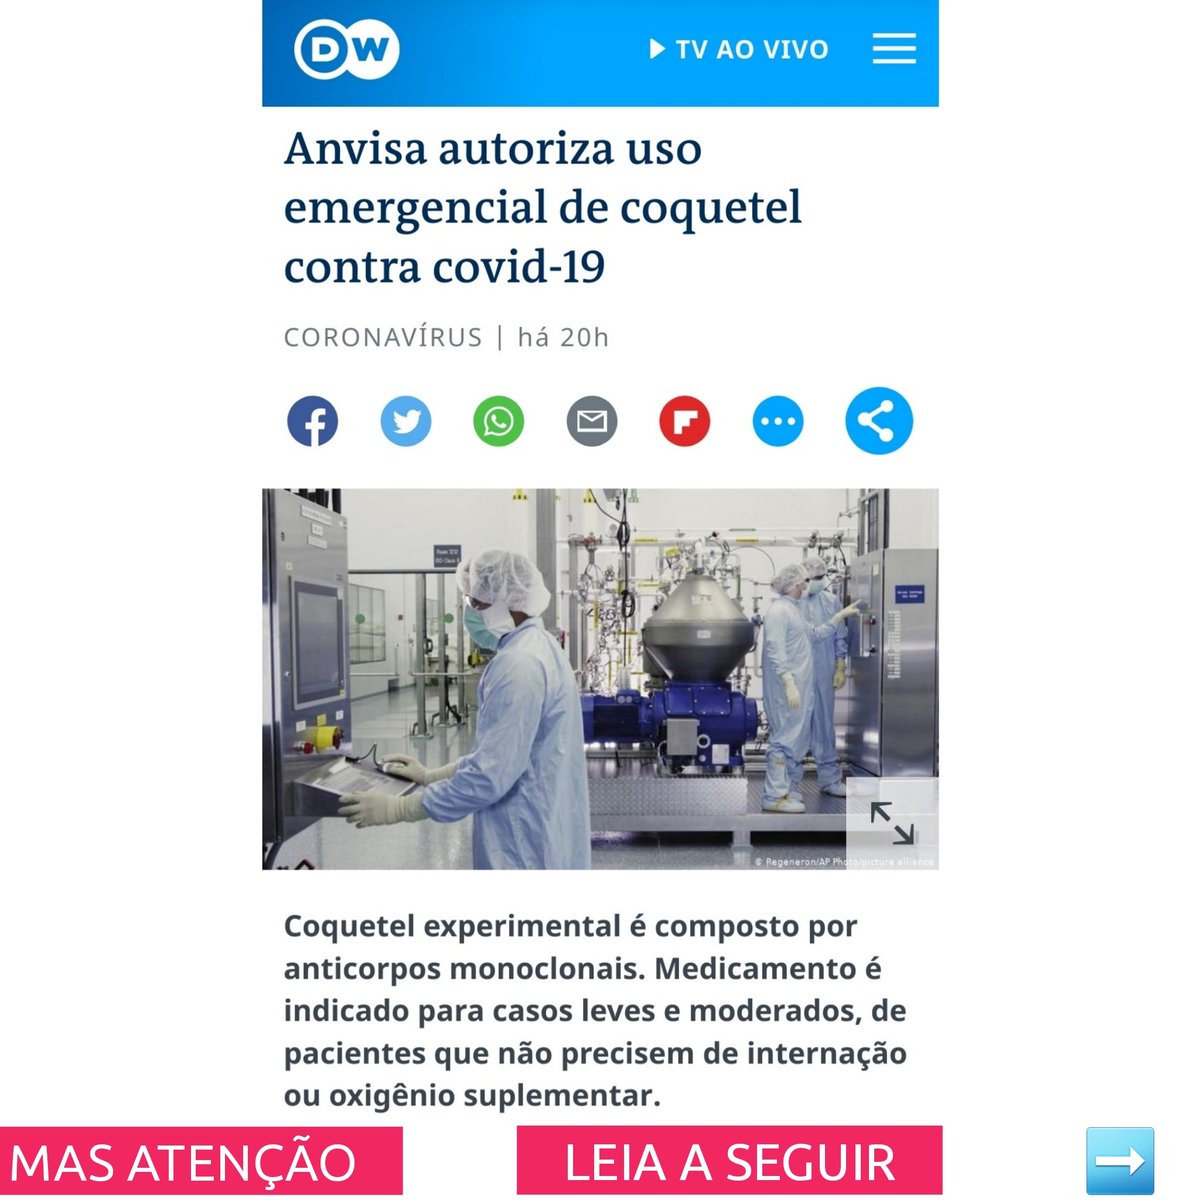 DW
TV AO VIVO
Anvisa autoriza uso
emergencial de coquetel
contra covid-19
CORONAVÍRUS | há 20h
© Regeneron/AP Photo/picture alliance
Coquetel experimental é composto por
anticorpos monoclonais. Medicamento é
indicado para casos leves e moderados, de
pacientes que não precisem de internação
ou oxigênio suplementar.
MAS ATENÇÃO
LEIA A SEGUIR